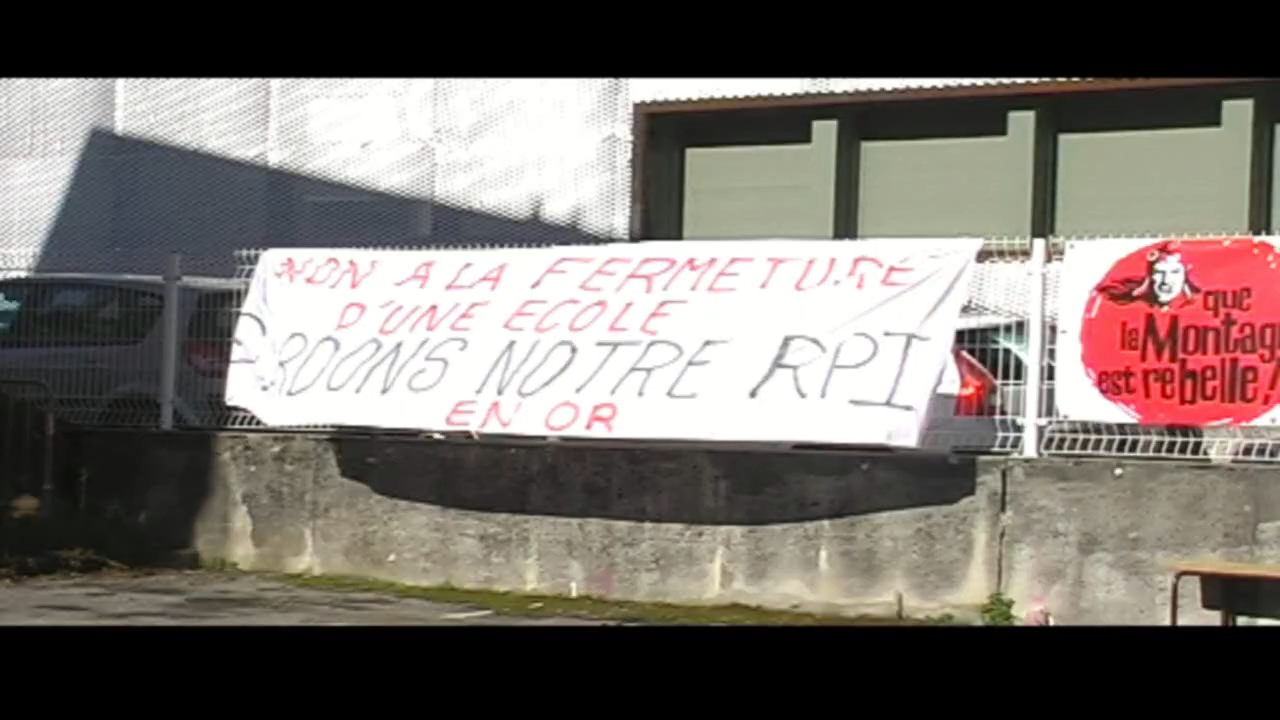 NON A LA FERMETURE
D'UNE ECOLE
GARDONS NOTRE RPI
EN OR
que
la Montag
est rebelle!